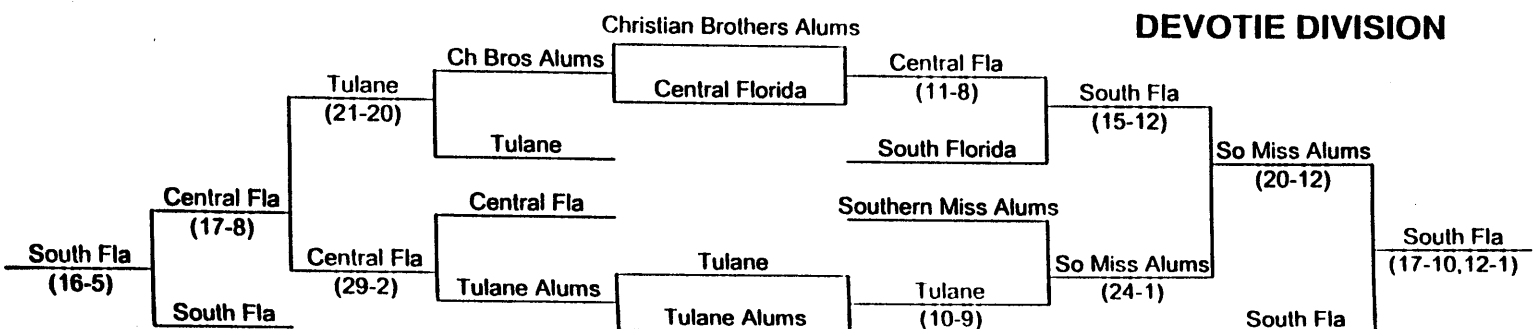 DEVOTIE DIVISION
Christian Brothers Alums
Ch Bros Alums
Central Fla
Tulane
Central Florida
(11-8)
South Fla
(21-20)
(15-12)
Tulane
South Florida
So Miss Alums
(20-12)
Central Fla
Central Fla
Southern Miss Alums
(17-8)
South Fla
South Fla
Central Fla
Tulane
So Miss Alums
(17-10,12-1)
(16-5)
(29-2)
Tulane Alums
Tulane
(24-1)
South Fla
Tulane Alums
(10-9)
South Fla